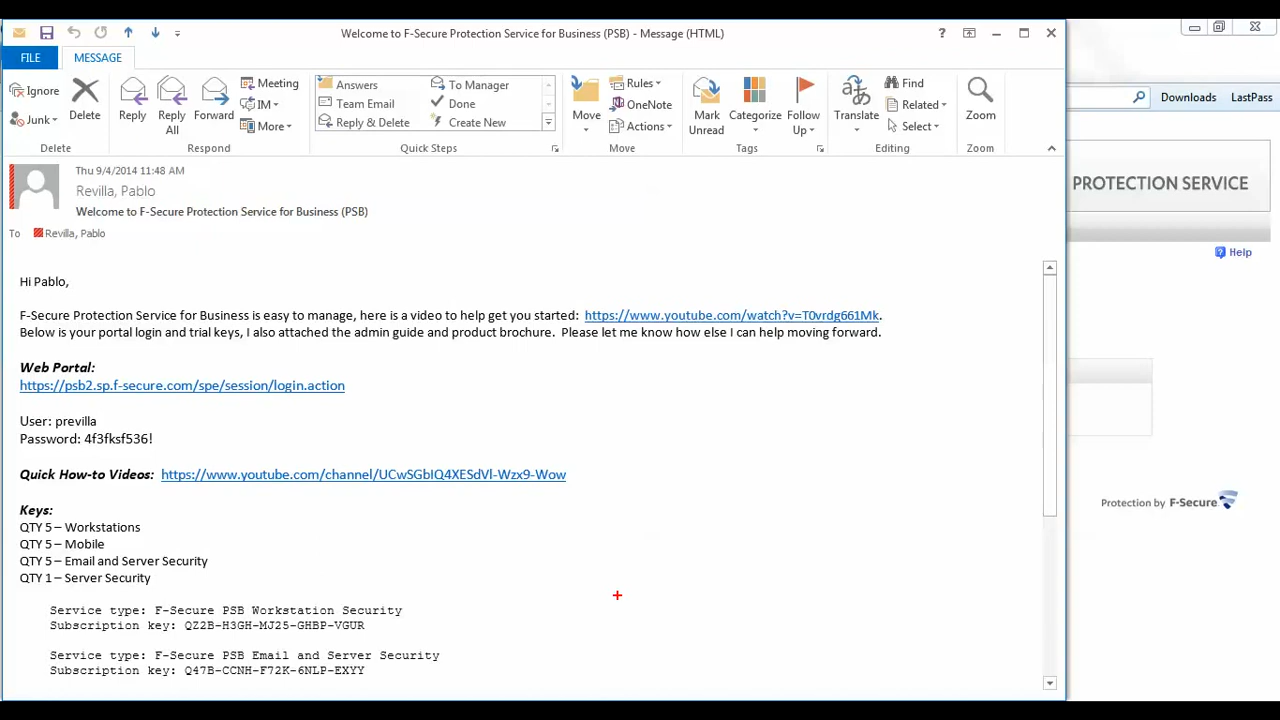 Welcome to F-Secure Protection Service for Business (PSB) - Message (HTML)
FILE
MESSAGE
Ignore
Junk
Delete
Delete
Reply
Reply All
Forward
Meeting
IM
More
Respond
Answers
Team Email
Reply & Delete
To Manager
Done
Create New
Quick Steps
Move
Rules
OneNote
Actions
Move
Mark Unread
Categorize
Follow Up
Tags
Translate
Find
Related
Select
Editing
Zoom
Zoom
Downloads
LastPass
PROTECTION SERVICE
Help
Thu 9/4/2014 11:48 AM
Revilla, Pablo
Welcome to F-Secure Protection Service for Business (PSB)
To Revilla, Pablo
Hi Pablo,
F-Secure Protection Service for Business is easy to manage, here is a video to help get you started: https://www.youtube.com/watch?v=T0vrdg661Mk.
Below is your portal login and trial keys, I also attached the admin guide and product brochure. Please let me know how else I can help moving forward.
Web Portal:
https://psb2.sp.f-secure.com/spe/session/login.action
User: previlla
Password: 4f3fksf536!
Quick How-to Videos: https://www.youtube.com/channel/UCwSGbIQ4XESdVl-Wzx9-Wow
Keys:
QTY 5 – Workstations
QTY 5 – Mobile
QTY 5 – Email and Server Security
QTY 1 – Server Security
Service type: F-Secure PSB Workstation Security
Subscription key: QZ2B-H3GH-MJ25-GHBP-VGUR
Service type: F-Secure PSB Email and Server Security
Subscription key: Q47B-CCNH-F72K-6NLP-EXYY
Protection by F-Secure